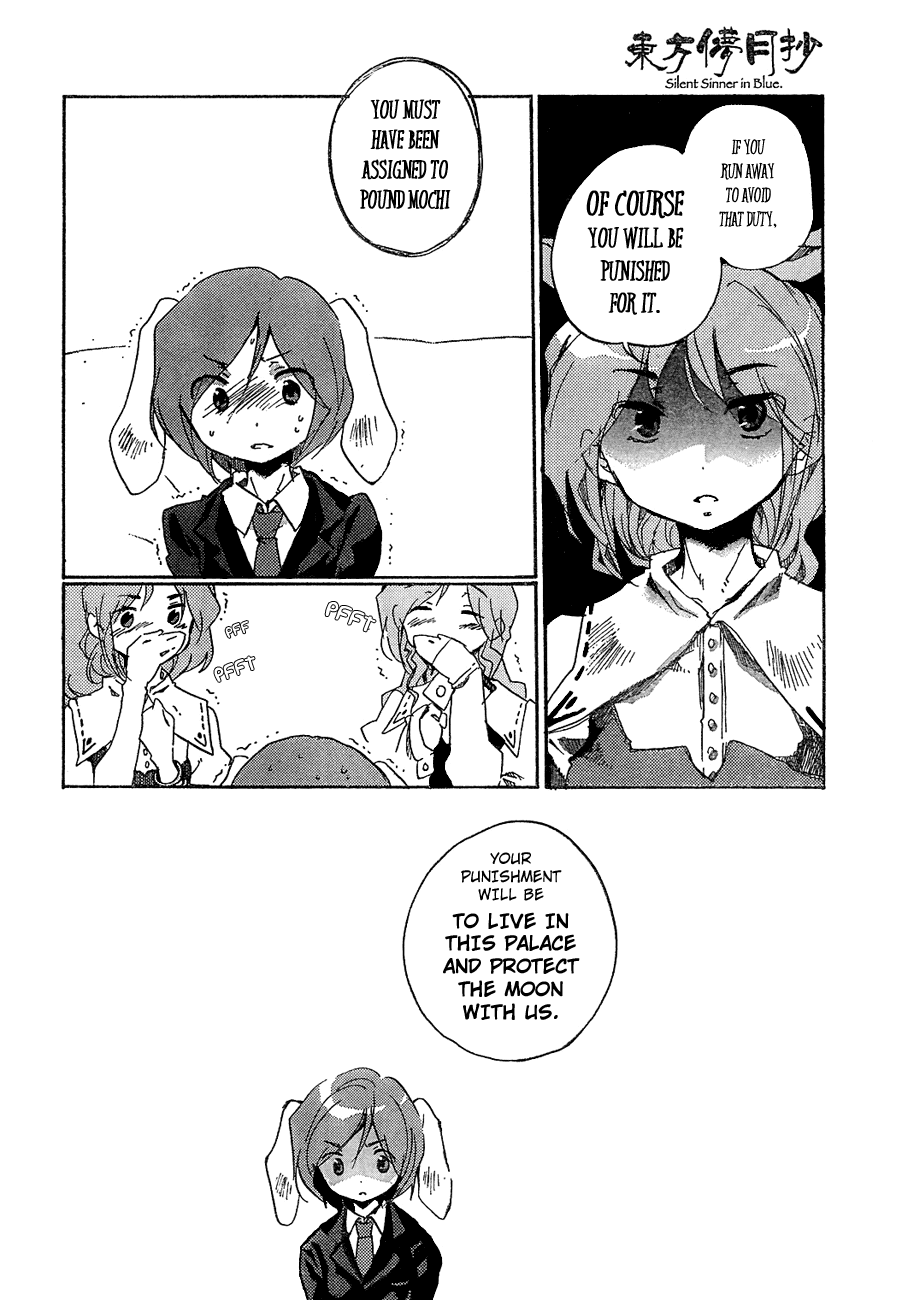 東方儚月抄
Silent Sinner in Blue.
YOU MUST
HAVE BEEN
ASSIGNED TO
POUND MOCHI
IF YOU
RUN AWAY
TO AVOID
THAT DUTY,
OF COURSE
YOU WILL BE
PUNISHED
FOR IT.
PFFT
PFF
PFFT
YOUR
PUNISHMENT
WILL BE
TO LIVE IN
THIS PALACE
AND PROTECT
THE MOON
WITH US.